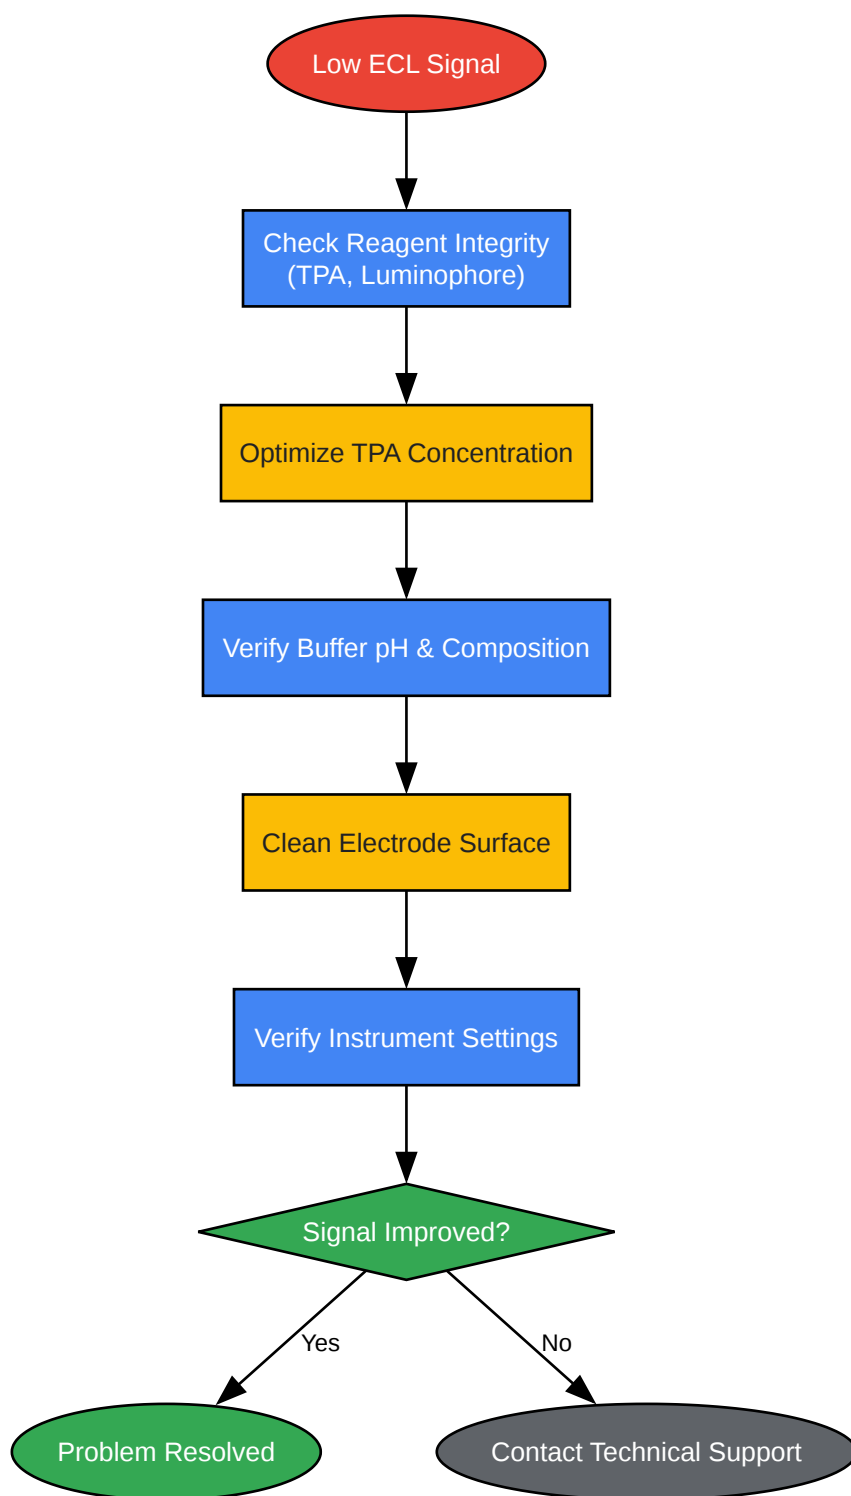 Low ECL Signal
Check Reagent Integrity
(TPA, Luminophore)
Optimize TPA Concentration
Verify Buffer pH & Composition
Clean Electrode Surface
Verify Instrument Settings
Signal Improved?
Yes
No
Problem Resolved
Contact Technical Support